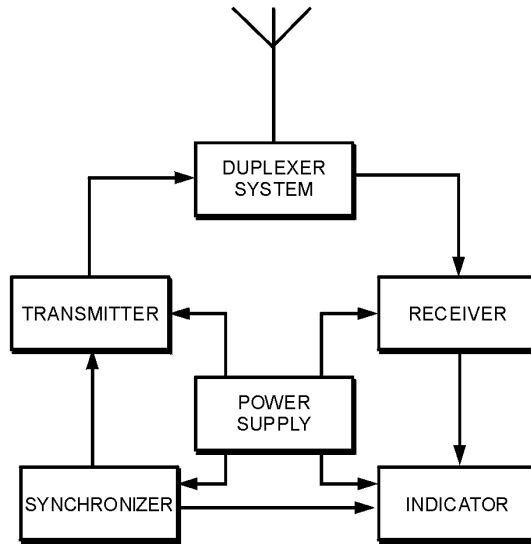 DUPLEXER
SYSTEM
TRANSMITTER
RECEIVER
POWER
SUPPLY
SYNCHRONIZER
INDICATOR